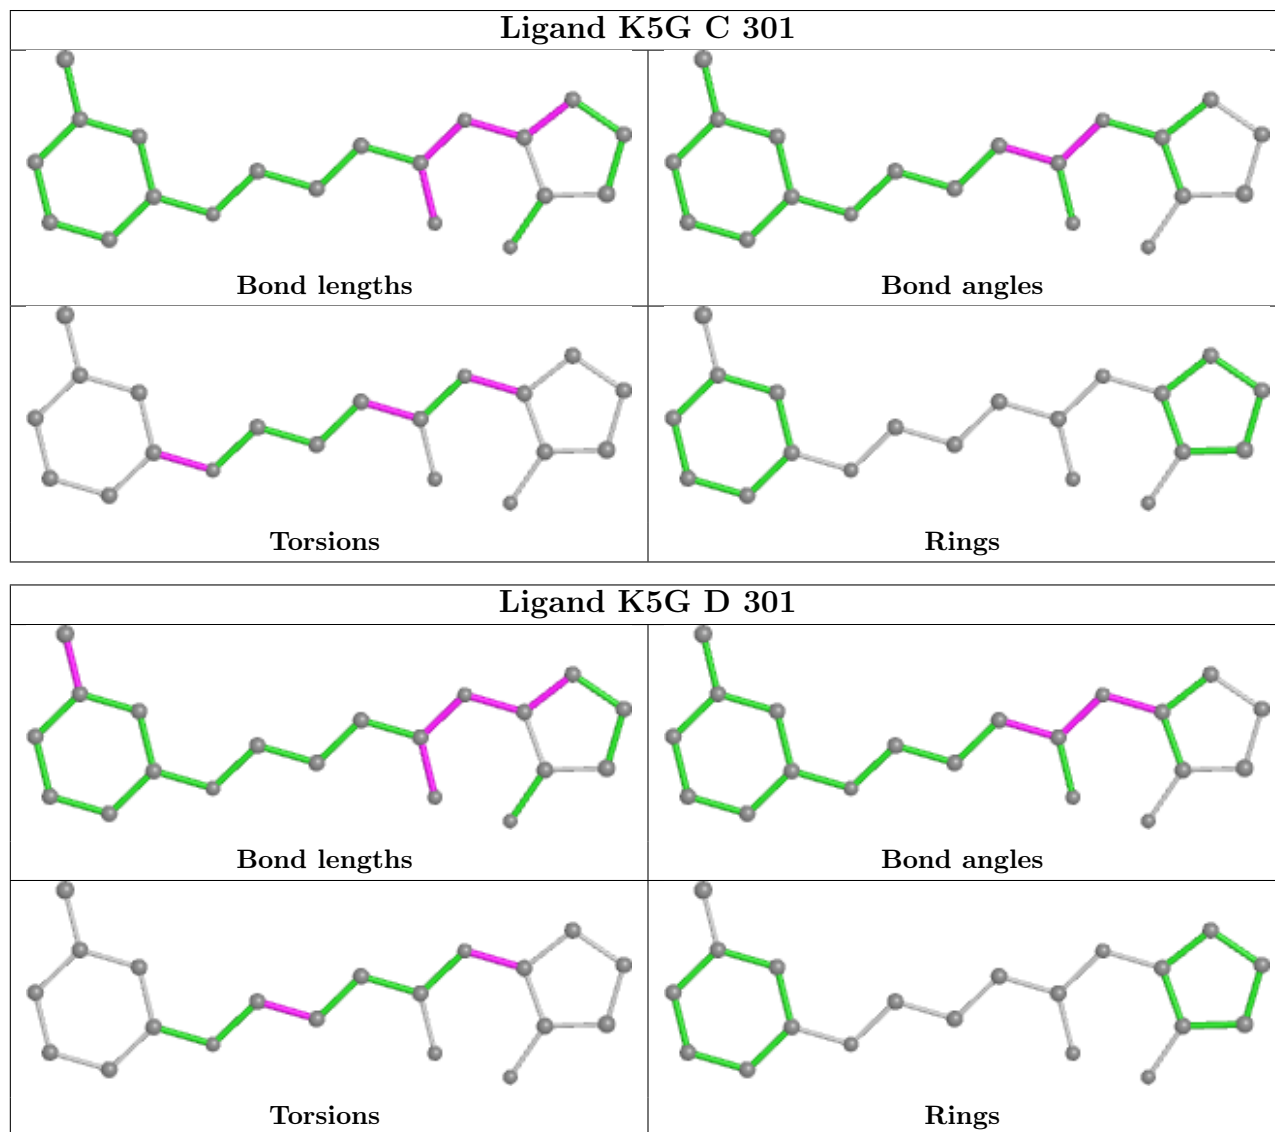 Ligand K5G C 301
Bond lengths
Bond angles
Torsions
Rings
Ligand K5G D 301
Bond lengths
Bond angles
Torsions
Rings